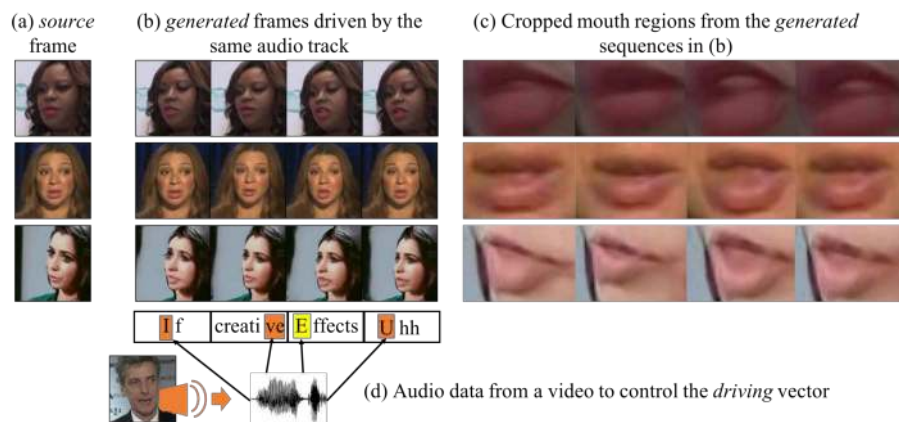 (a) source
frame
(b) generated frames driven by the
same audio track
(c) Cropped mouth regions from the generated
sequences in (b)
I f creati ve E ffects U hh
(d) Audio data from a video to control the driving vector